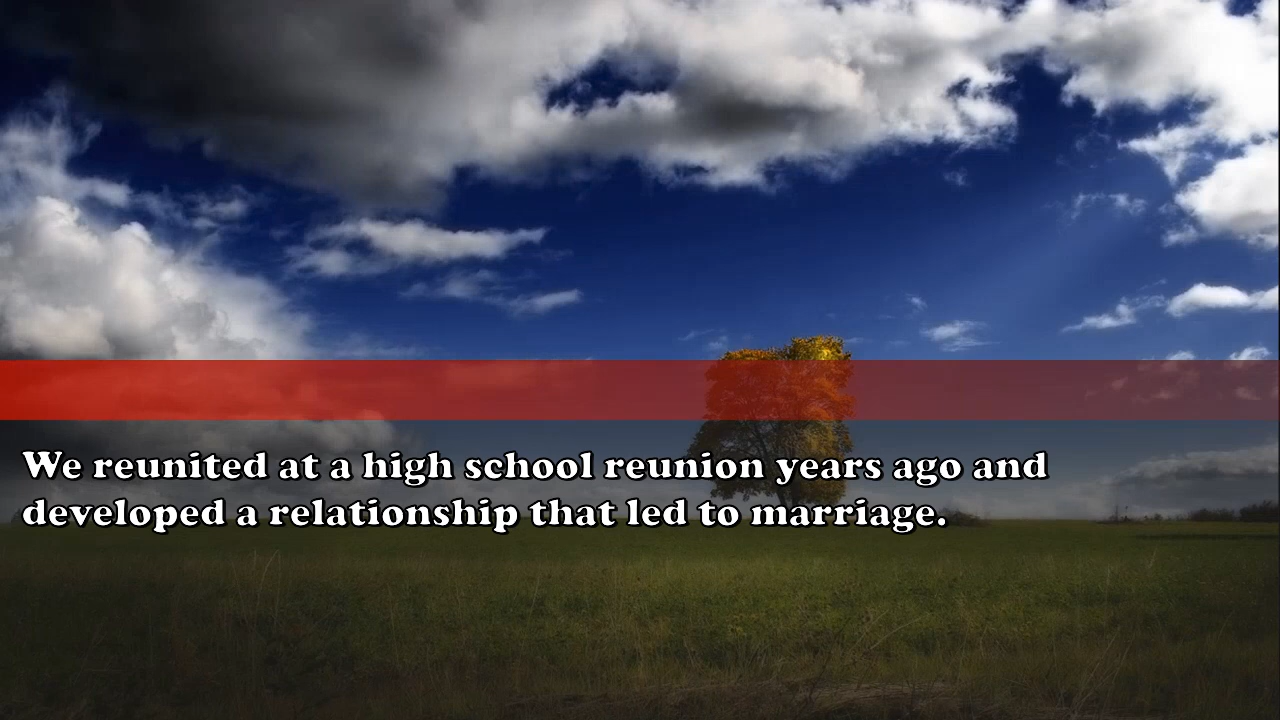 We reunited at a high school reunion years ago and
developed a relationship that led to marriage.